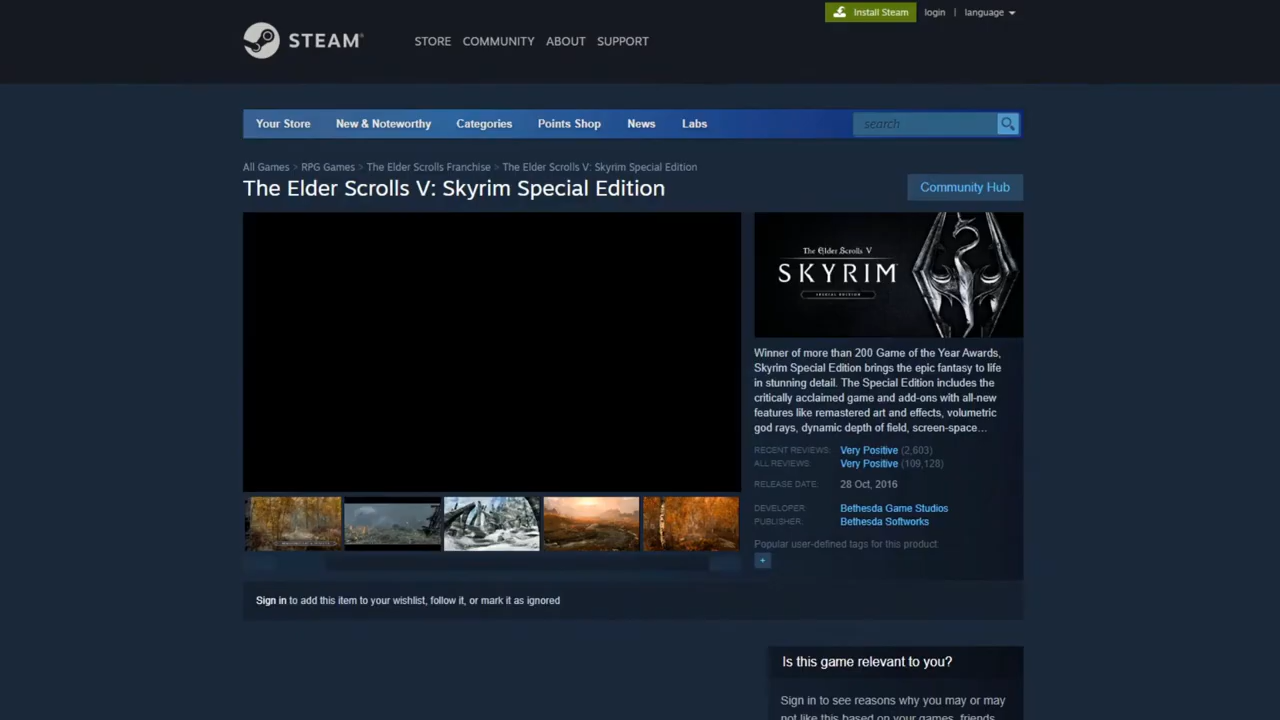 Install Steam login | language
STEAM
STORE COMMUNITY ABOUT SUPPORT
Your Store New & Noteworthy Categories Points Shop News Labs search
All Games > RPG Games > The Elder Scrolls Franchise > The Elder Scrolls V: Skyrim Special Edition
The Elder Scrolls V: Skyrim Special Edition
Community Hub
The Elder Scrolls V
SKYRIM
SPECIAL EDITION
Winner of more than 200 Game of the Year Awards,
Skyrim Special Edition brings the epic fantasy to life
in stunning detail. The Special Edition includes the
critically acclaimed game and add-ons with all-new
features like remastered art and effects, volumetric
god rays, dynamic depth of field, screen-space...
RECENT REVIEWS: Very Positive (2,603)
ALL REVIEWS: Very Positive (109,128)
RELEASE DATE: 28 Oct, 2016
DEVELOPER: Bethesda Game Studios
PUBLISHER: Bethesda Softworks
Popular user-defined tags for this product
+
Sign in to add this item to your wishlist, follow it, or mark it as ignored
Is this game relevant to you?
Sign in to see reasons why you may or may
not like this based on your games, friends,